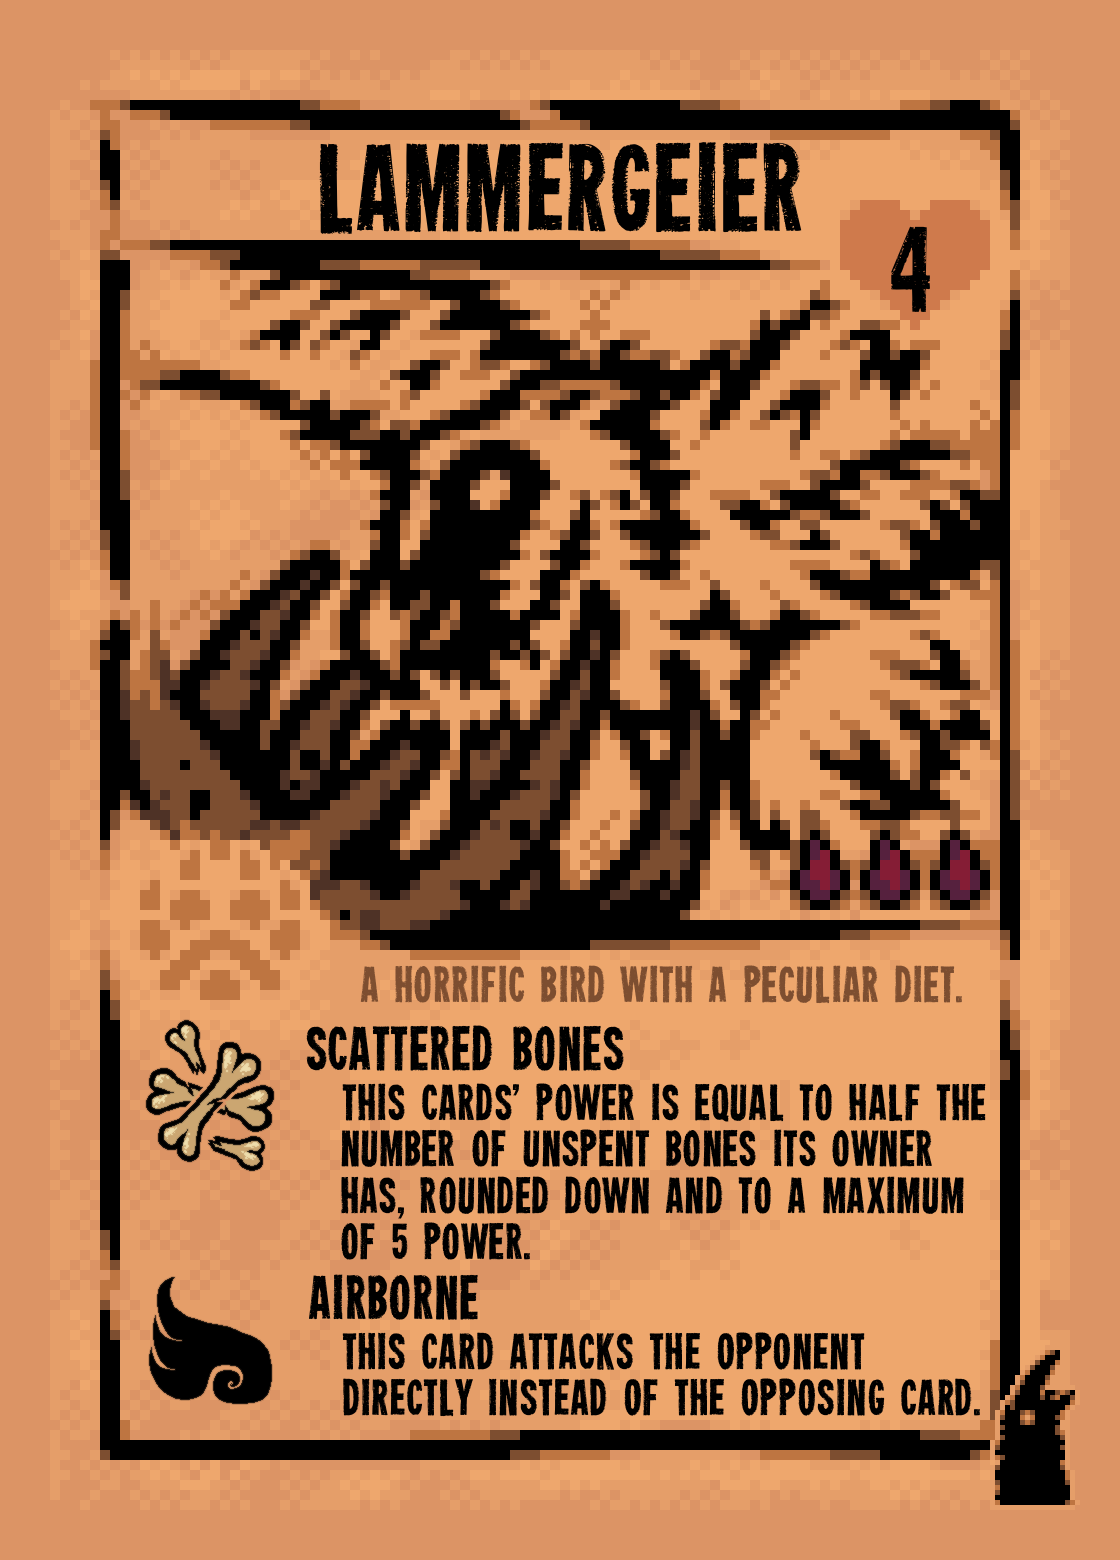 LAMMERGEIER
4
A HORRIFIC BIRD WITH A PECULIAR DIET.
SCATTERED BONES
THIS CARDS' POWER IS EQUAL TO HALF THE
NUMBER OF UNSPENT BONES ITS OWNER
HAS, ROUNDED DOWN AND TO A MAXIMUM
OF 5 POWER.
AIRBORNE
THIS CARD ATTACKS THE OPPONENT
DIRECTLY INSTEAD OF THE OPPOSING CARD.